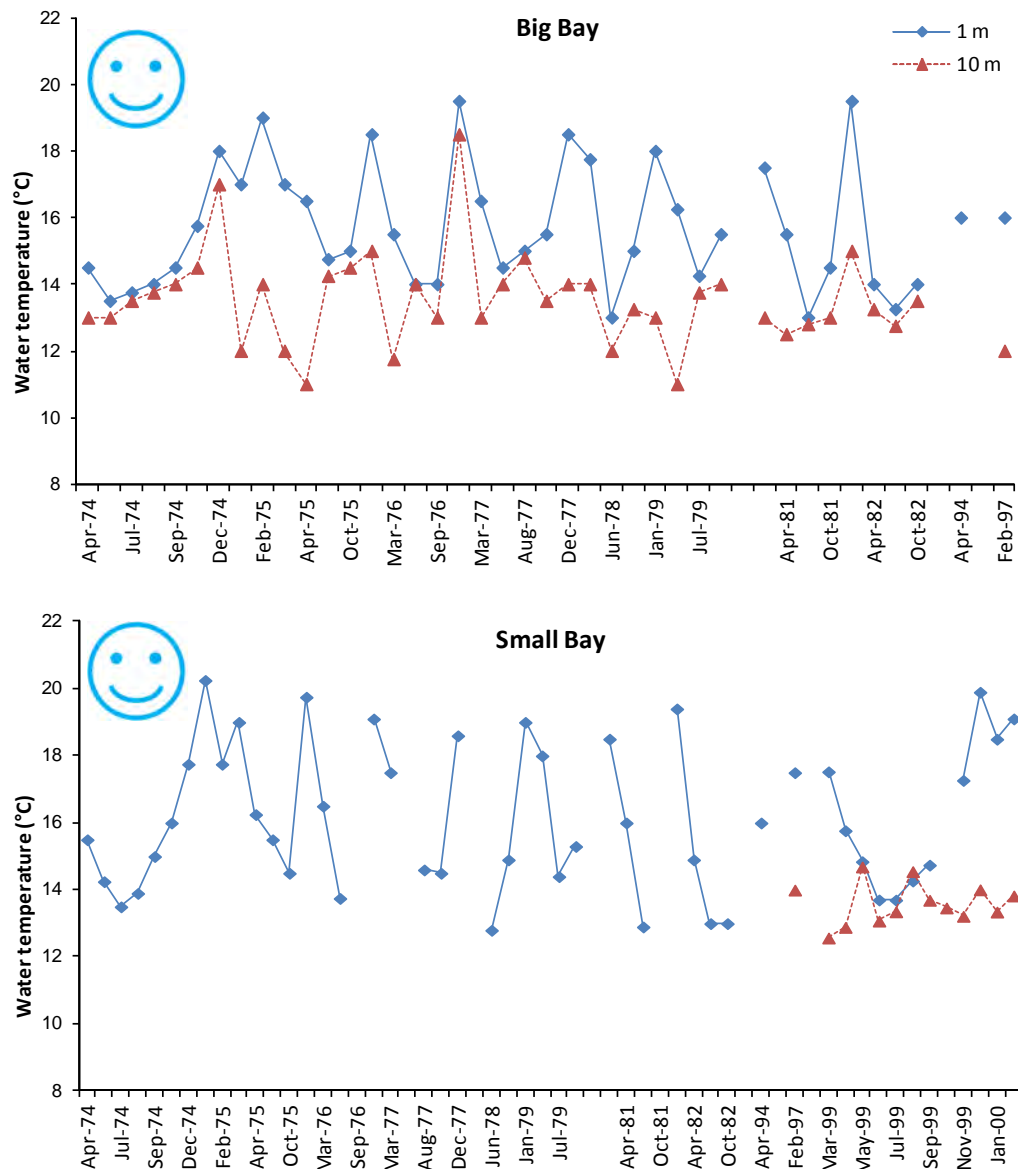 Big Bay
1 m
10 m
Water temperature (°C)
22
20
18
16
14
12
10
8
Apr-74
Jul-74
Sep-74
Dec-74
Feb-75
Apr-75
Oct-75
Mar-76
Sep-76
Mar-77
Aug-77
Dec-77
Jun-78
Jan-79
Jul-79
Apr-81
Oct-81
Apr-82
Oct-82
Apr-94
Feb-97
Small Bay
Water temperature (°C)
22
20
18
16
14
12
10
8
Apr-74
Jul-74
Sep-74
Dec-74
Feb-75
Apr-75
Oct-75
Mar-76
Sep-76
Mar-77
Aug-77
Dec-77
Jun-78
Jan-79
Jul-79
Apr-81
Oct-81
Apr-82
Oct-82
Apr-94
Feb-97
Mar-99
May-99
Jul-99
Sep-99
Nov-99
Jan-00